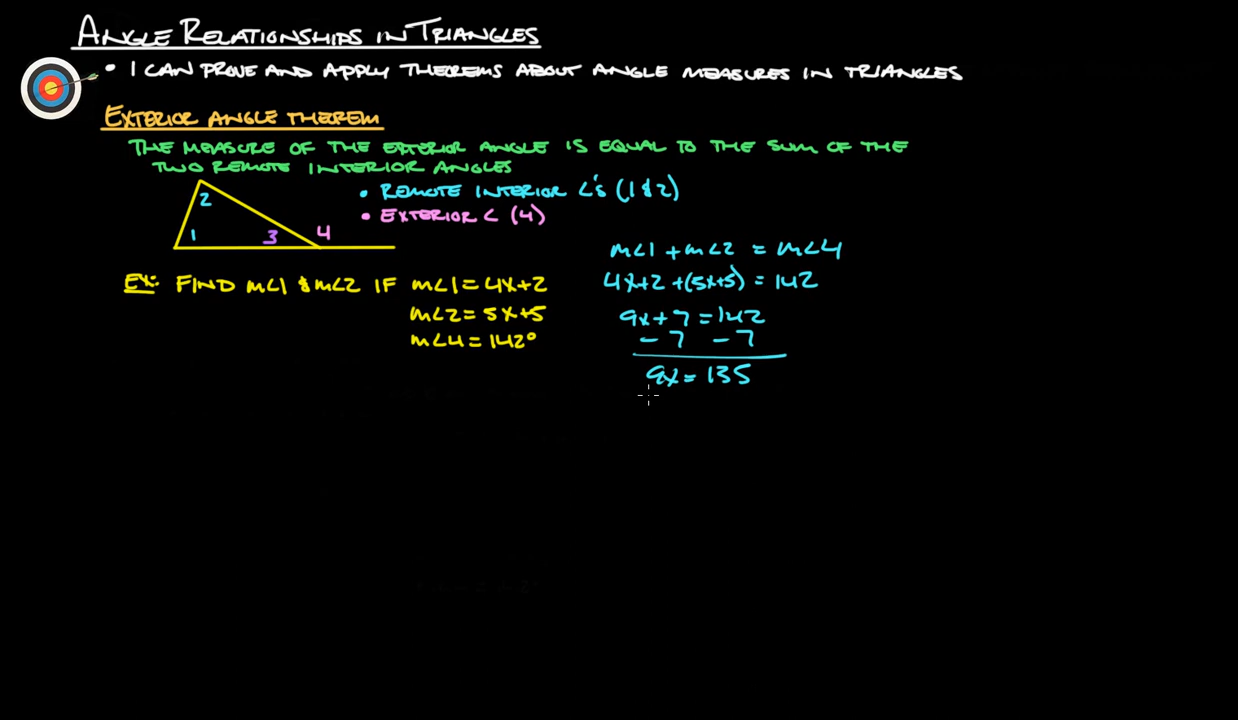 ANGLE RELATIONSHIPS IN TRIANGLES
• I CAN PROVE AND APPLY THEOREMS ABOUT ANGLE MEASURES IN TRIANGLES
EXTERIOR ANGLE THEREM
THE MEASURE OF THE EXTERIOR ANGLE IS EQUAL TO THE SUM OF THE
TWO REMOTE INTERIOR ANGLES
• REMOTE INTERIOR ∠'S (1 & 2)
• EXTERIOR ∠ (4)
2
1
3
4
EX: FIND m∠1 & m∠2 IF m∠1 = 4x+2
m∠2 = 5x+5
m∠4 = 142°
m∠1 + m∠2 = m∠4
4x+2 +(5x+5) = 142
9x+7 = 142
-7 -7
9x = 135